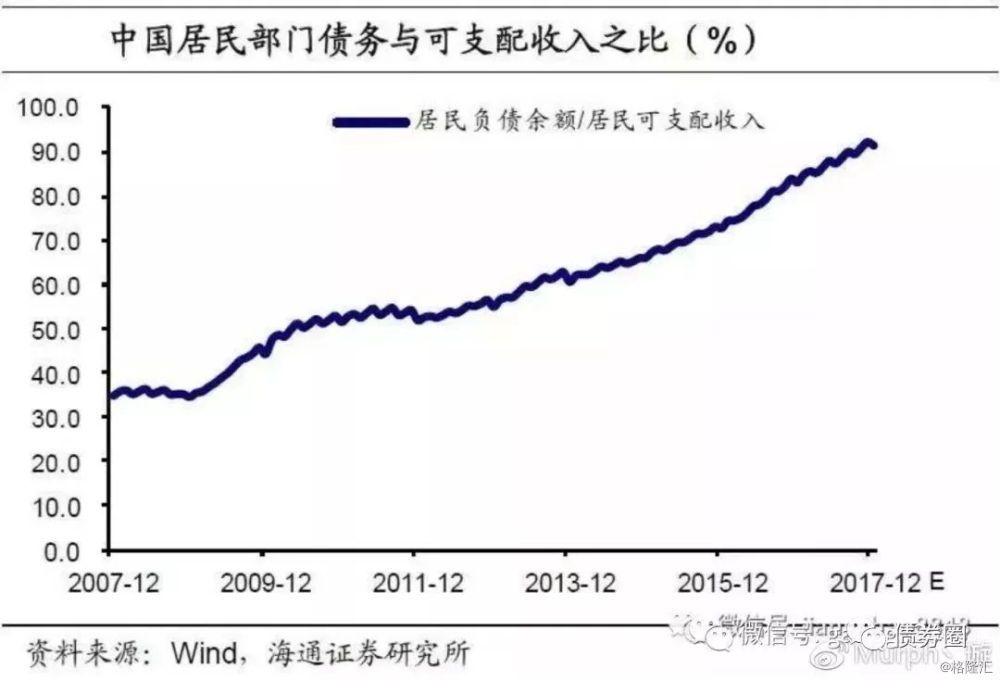 中国居民部门债务与可支配收入之比（%）
居民负债余额/居民可支配收入
100.0
90.0
80.0
70.0
60.0
50.0
40.0
30.0
20.0
10.0
0.0
2007-12 2009-12 2011-12 2013-12 2015-12 2017-12 E
资料来源：Wind，海通证券研究所
微信号
债券圈
@格隆汇